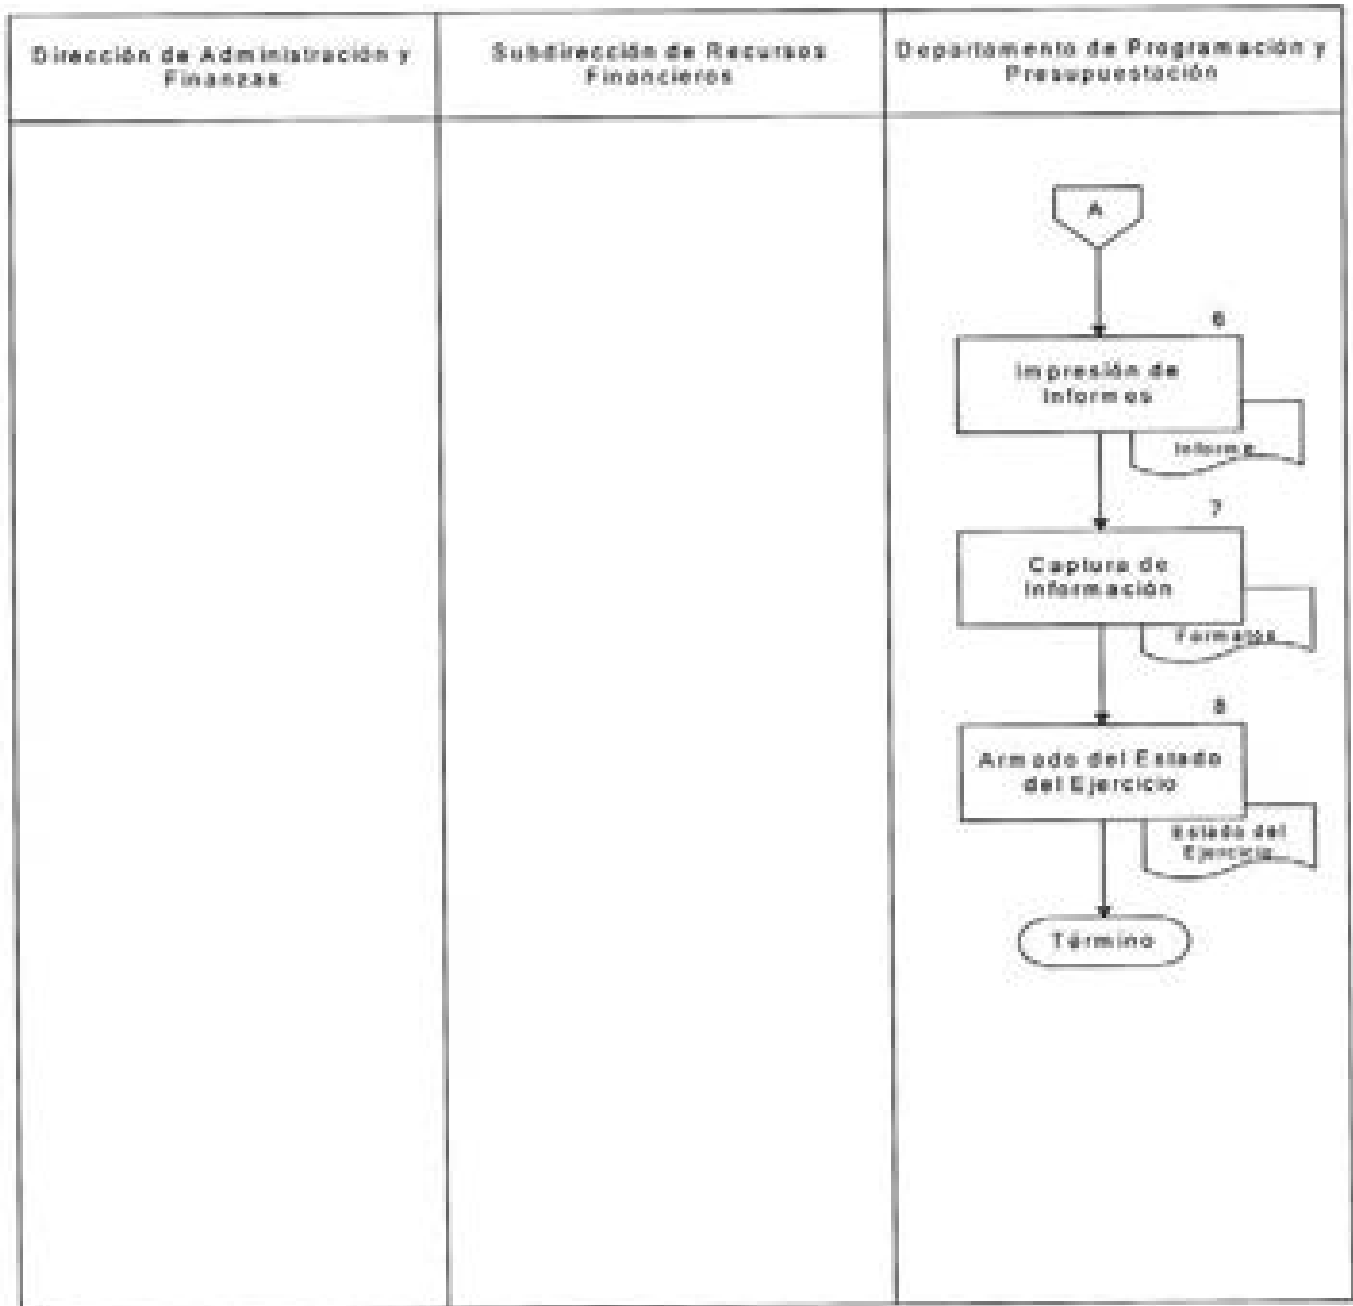 Dirección de Administración y
Finanzas
Subdirección de Recursos
Financieros
Departamento de Programación y
Presupuestación
A
6
Impresión de
Informes
Informe
7
Captura de
Información
Formatos
8
Armado del Estado
del Ejercicio
Estado del
Ejercicio
Término